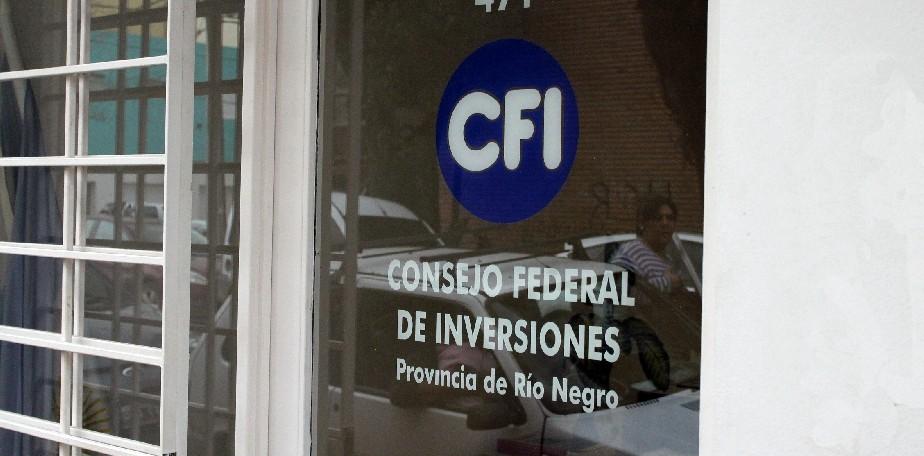 CFI
CONSEJO FEDERAL
DE INVERSIONES
Provincia de Río Negro